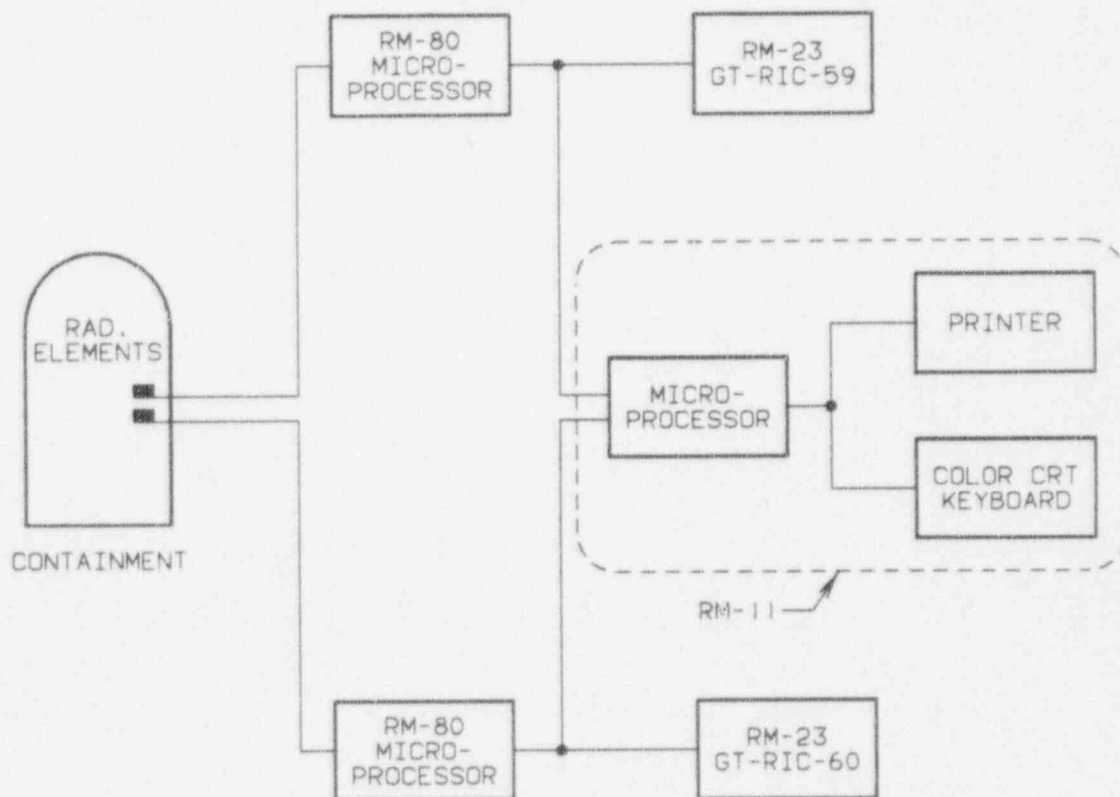 RM-80
MICRO-
PROCESSOR
RM-23
GT-RIC-59
RAD.
ELEMENTS
CONTAINMENT
MICRO-
PROCESSOR
PRINTER
COLOR CRT
KEYBOARD
RM-11
RM-80
MICRO-
PROCESSOR
RM-23
GT-RIC-60